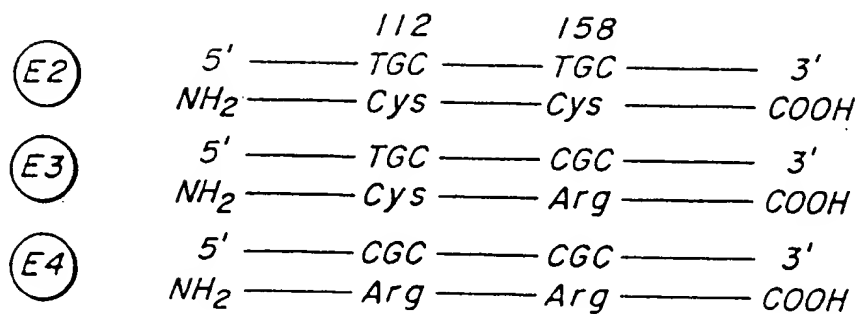 112 158
E2 5' TGC TGC 3'
NH2 Cys Cys COOH
E3 5' TGC CGC 3'
NH2 Cys Arg COOH
E4 5' CGC CGC 3'
NH2 Arg Arg COOH